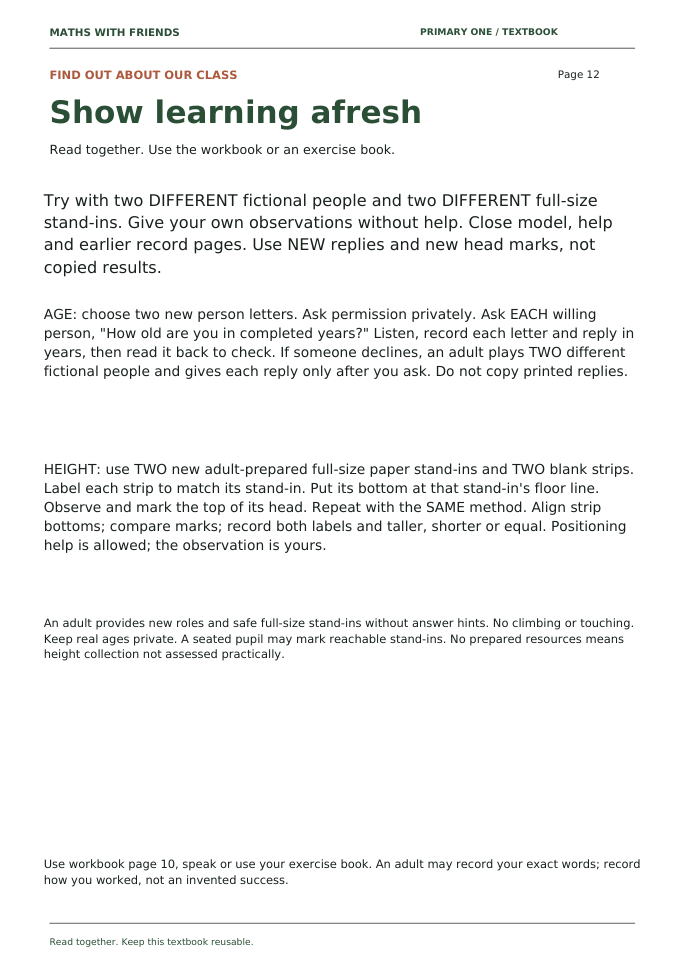 MATHS WITH FRIENDS
PRIMARY ONE / TEXTBOOK
FIND OUT ABOUT OUR CLASS
Page 12
Show learning afresh
Read together. Use the workbook or an exercise book.
Try with two DIFFERENT fictional people and two DIFFERENT full-size
stand-ins. Give your own observations without help. Close model, help
and earlier record pages. Use NEW replies and new head marks, not
copied results.
AGE: choose two new person letters. Ask permission privately. Ask EACH willing
person, "How old are you in completed years?" Listen, record each letter and reply in
years, then read it back to check. If someone declines, an adult plays TWO different
fictional people and gives each reply only after you ask. Do not copy printed replies.
HEIGHT: use TWO new adult-prepared full-size paper stand-ins and TWO blank strips.
Label each strip to match its stand-in. Put its bottom at that stand-in's floor line.
Observe and mark the top of its head. Repeat with the SAME method. Align strip
bottoms; compare marks; record both labels and taller, shorter or equal. Positioning
help is allowed; the observation is yours.
An adult provides new roles and safe full-size stand-ins without answer hints. No climbing or touching.
Keep real ages private. A seated pupil may mark reachable stand-ins. No prepared resources means
height collection not assessed practically.
Use workbook page 10, speak or use your exercise book. An adult may record your exact words; record
how you worked, not an invented success.
Read together. Keep this textbook reusable.